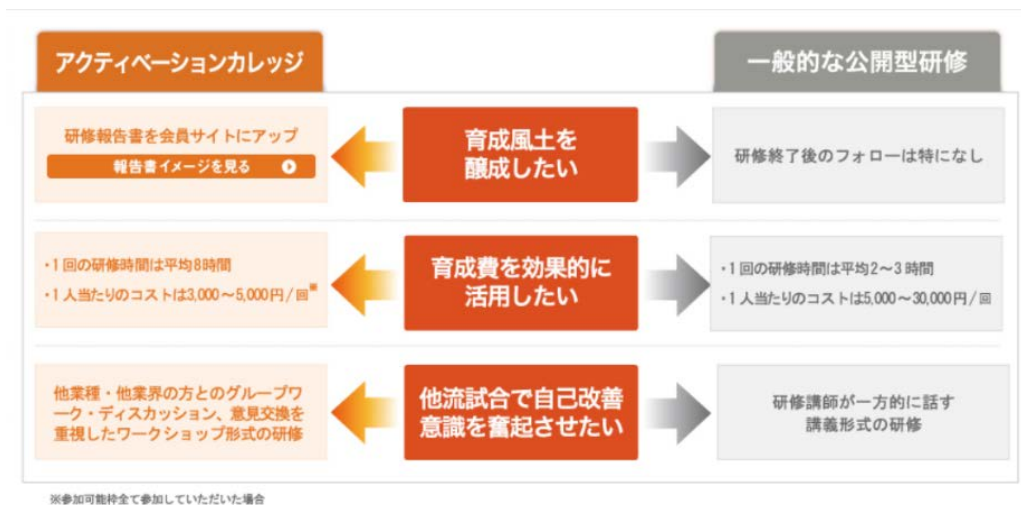 アクティベーションカレッジ
一般的な公開型研修
研修報告書を会員サイトにアップ
報告書イメージを見る
育成風土を
醸成したい
研修終了後のフォローは特になし
・1回の研修時間は平均8時間
・1人当たりのコストは3,000～5,000円/回※
育成費を効果的に
活用したい
・1回の研修時間は平均2～3時間
・1人当たりのコストは5,000～30,000円/回
他業種・他業界の方とのグループワ
ーク・ディスカッション、意見交換を
重視したワークショップ形式の研修
他流試合で自己改善
意識を奮起させたい
研修講師が一方的に話す
講義形式の研修
※参加可能枠全て参加していただいた場合